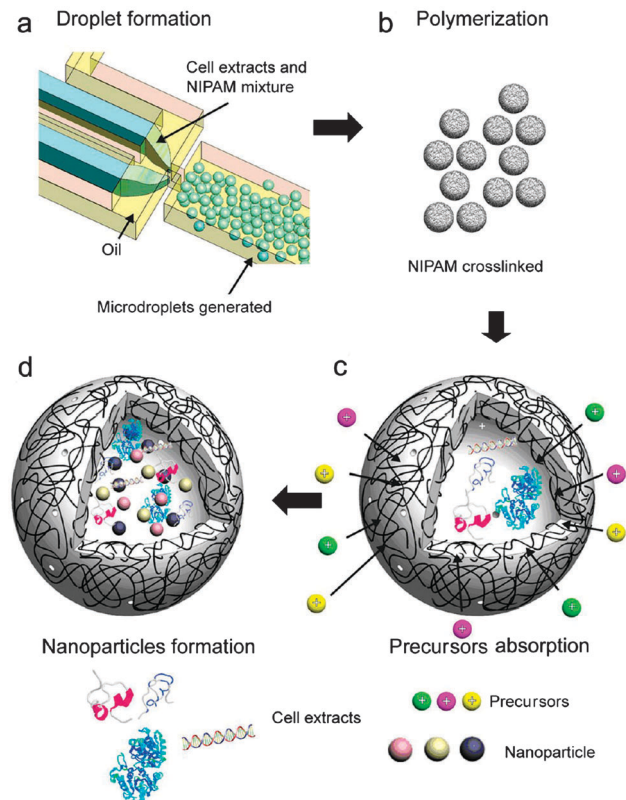 a
Droplet formation
Cell extracts and
NIPAM mixture
Oil
Microdroplets generated
b
Polymerization
NIPAM crosslinked
d
Nanoparticles formation
c
Precursors absorption
Cell extracts
Precursors
Nanoparticle